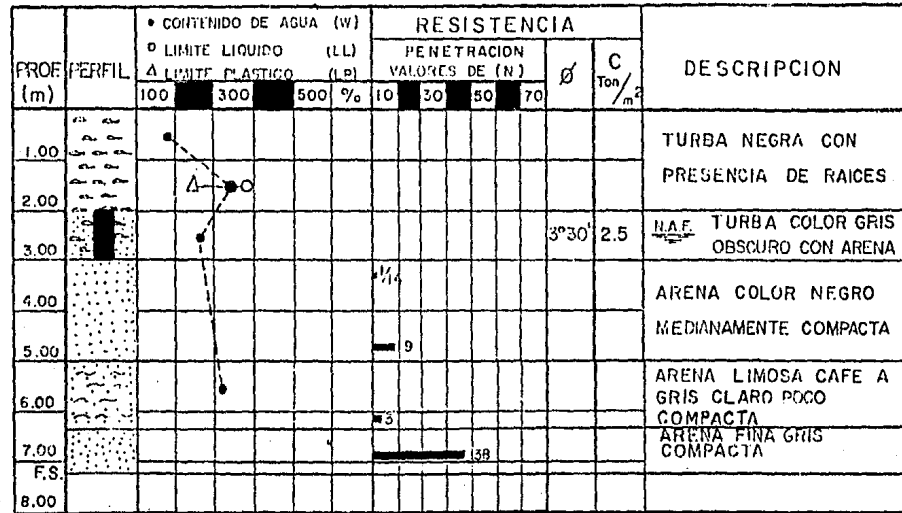 PROF (m)
PERFIL
• CONTENIDO DE AGUA (W)
o LIMITE LIQUIDO (LL)
Δ LIMITE PLASTICO (LP)
100 300 500 %
RESISTENCIA
PENETRACION
VALORES DE (N)
10 30 50 70
Ø
C Ton/m²
DESCRIPCION
1.00
2.00
3.00
4.00
5.00
6.00
7.00
F.S.
8.00
TURBA NEGRA CON
PRESENCIA DE RAICES
3°30' 2.5
N.A.F. TURBA COLOR GRIS
OBSCURO CON ARENA
ARENA COLOR NEGRO
MEDIANAMENTE COMPACTA
9
ARENA LIMOSA CAFE A
GRIS CLARO POCO
COMPACTA
3
ARENA FINA GRIS
COMPACTA
38